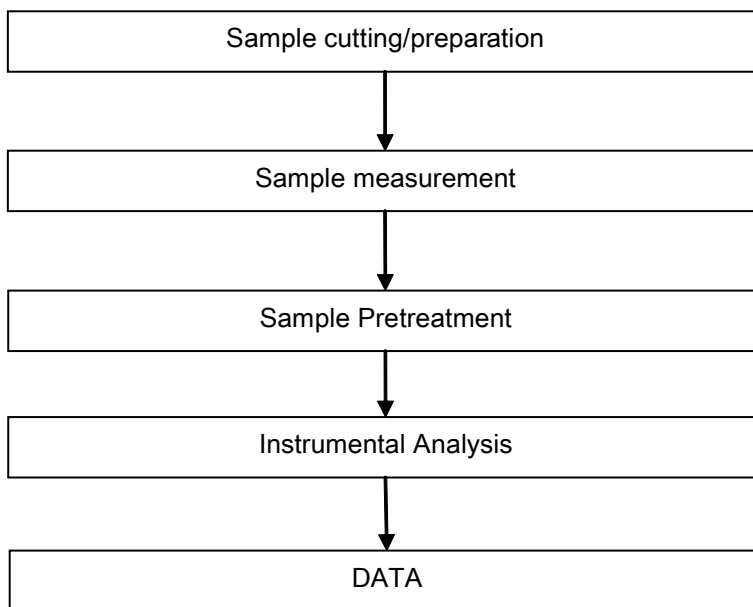 Sample cutting/preparation
Sample measurement
Sample Pretreatment
Instrumental Analysis
DATA